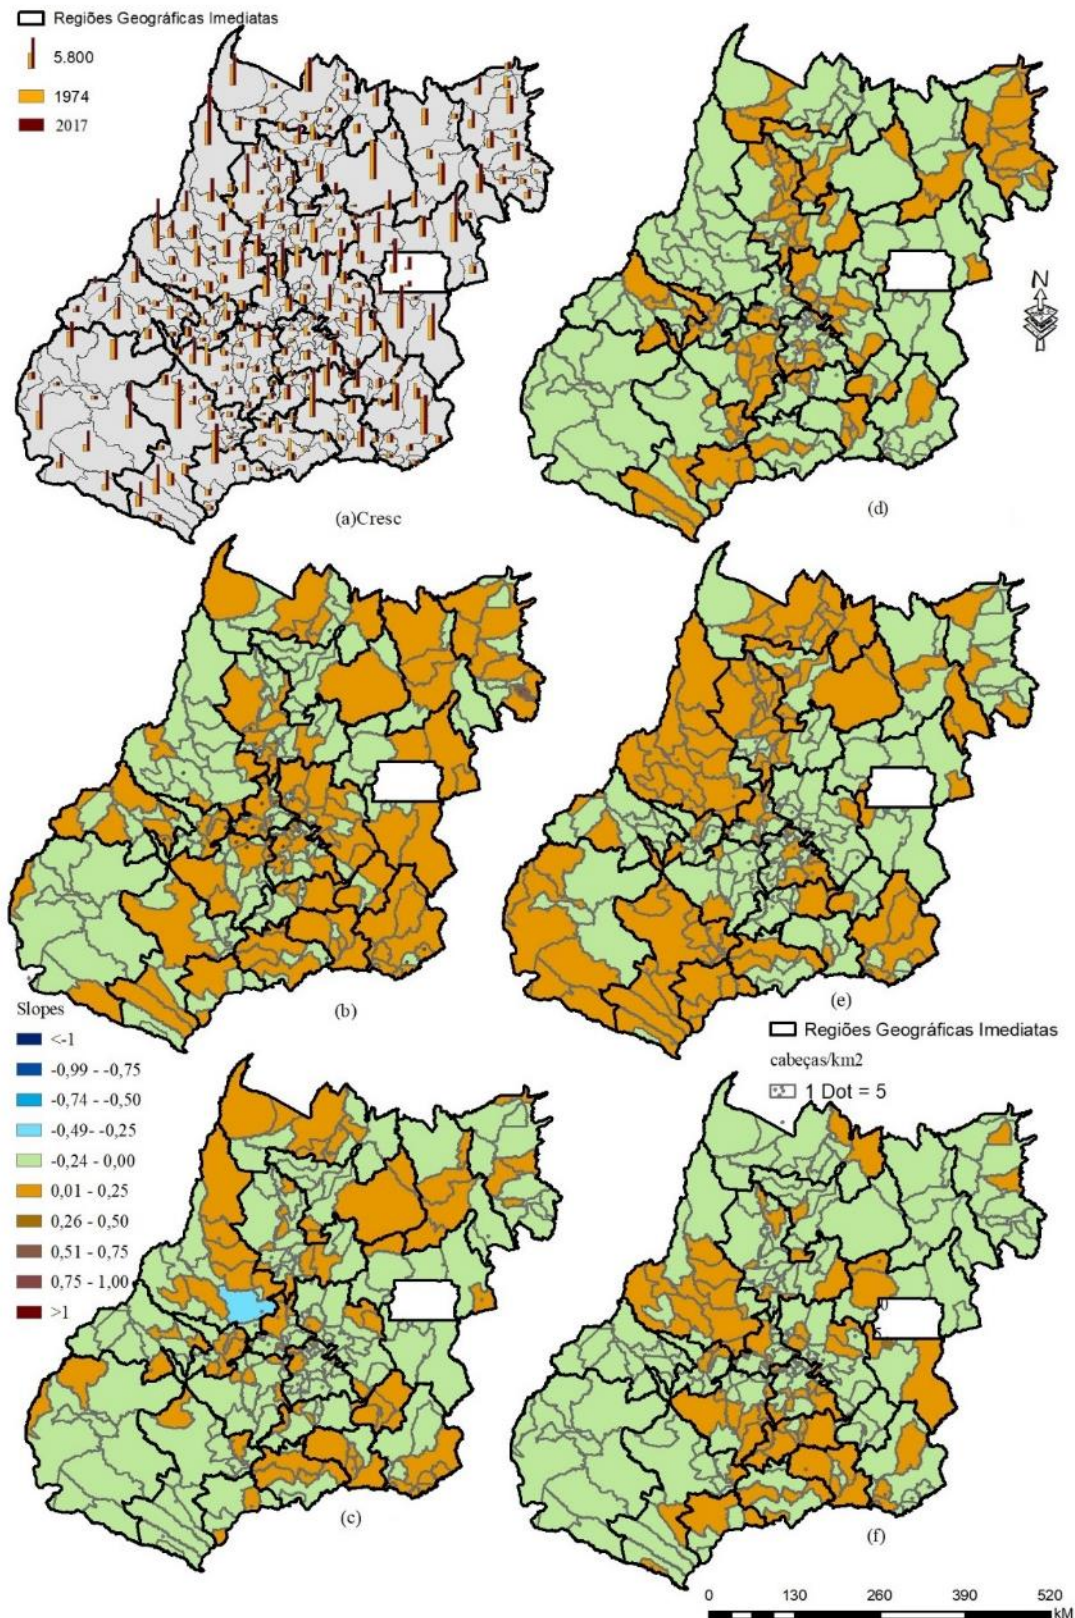 Regiões Geográficas Imediatas
5.800
1974
2017
N
(a)Cresc
(d)
(b)
(e)
Slopes
<-1
-0,99 - -0,75
-0,74 - -0,50
-0,49- -0,25
-0,24 - 0,00
0,01 - 0,25
0,26 - 0,50
0,51 - 0,75
0,75 - 1,00
>1
Regiões Geográficas Imediatas
cabeças/km2
1 Dot = 5
(c)
(f)
0 130 260 390 520
kM